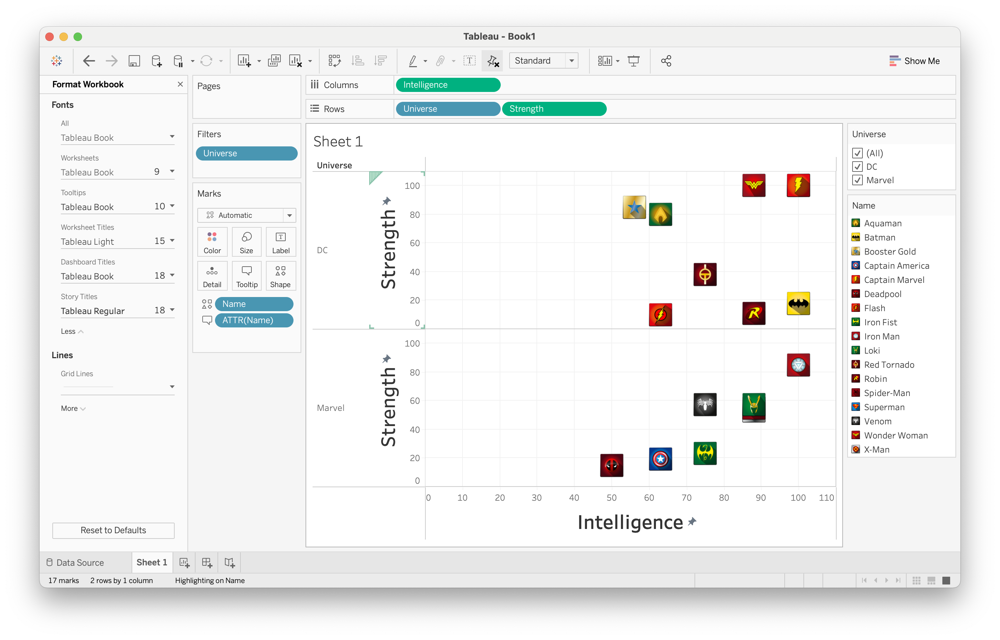 Tableau - Book1
Standard
Show Me
Format Workbook
Fonts
All
Tableau Book
Worksheets
Tableau Book 9
Tooltips
Tableau Book 10
Worksheet Titles
Tableau Light 15
Dashboard Titles
Tableau Book 18
Story Titles
Tableau Regular 18
Less
Lines
Grid Lines
More
Reset to Defaults
Pages
Filters
Universe
Marks
Automatic
Color Size Label
Detail Tooltip Shape
Name
ATTR(Name)
Columns Intelligence
Rows Universe Strength
Sheet 1
Universe
DC
Strength
100
80
60
40
20
0
Marvel
Strength
100
80
60
40
20
0
0 10 20 30 40 50 60 70 80 90 100 110
Intelligence
Universe
(All)
DC
Marvel
Name
Aquaman
Batman
Booster Gold
Captain America
Captain Marvel
Deadpool
Flash
Iron Fist
Iron Man
Loki
Red Tornado
Robin
Spider-Man
Superman
Venom
Wonder Woman
X-Man
Data Source Sheet 1
17 marks 2 rows by 1 column Highlighting on Name